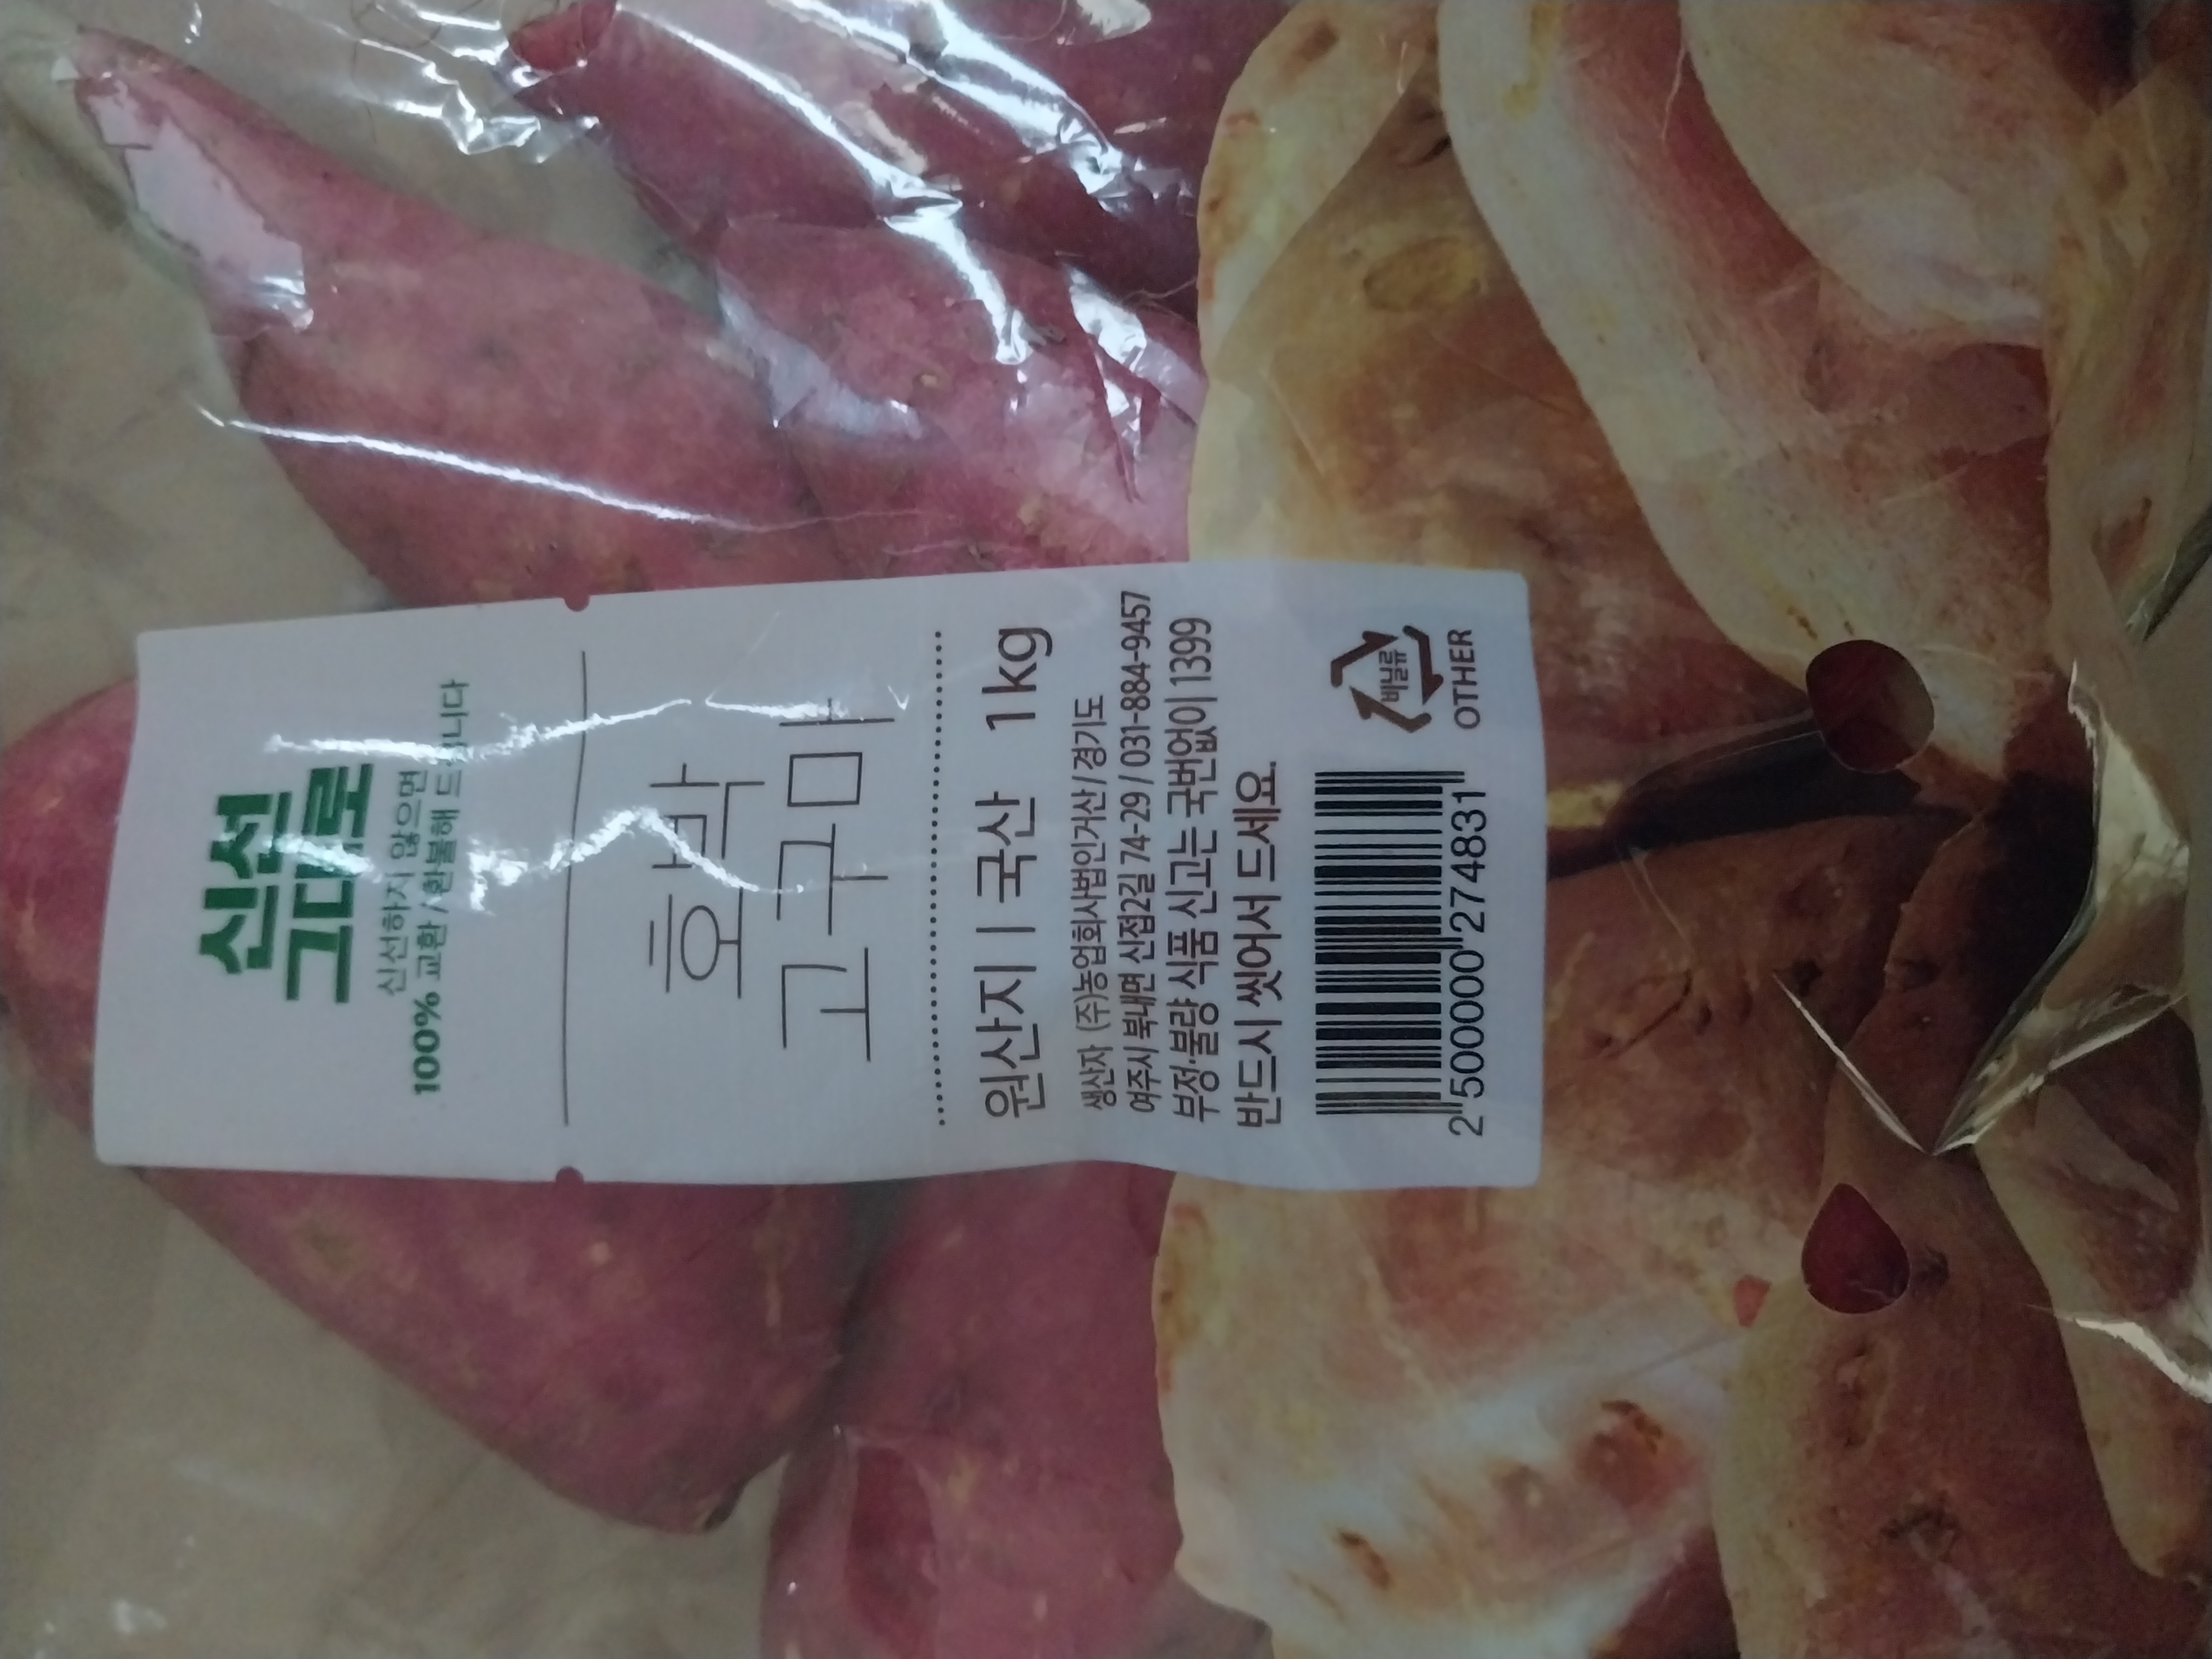 신선
그대로
신선하지 않으면
100% 교환/환불해 드립니다
호박
고구마
원산지 | 국산 1kg
생산자 (주)농업회사법인거산/경기도
여주시 북내면 신접2길 74-29 / 031-884-9457
부정·불량 식품 신고는 국번없이 1399
반드시 씻어서 드세요.
비닐류
OTHER
2 500000 274831